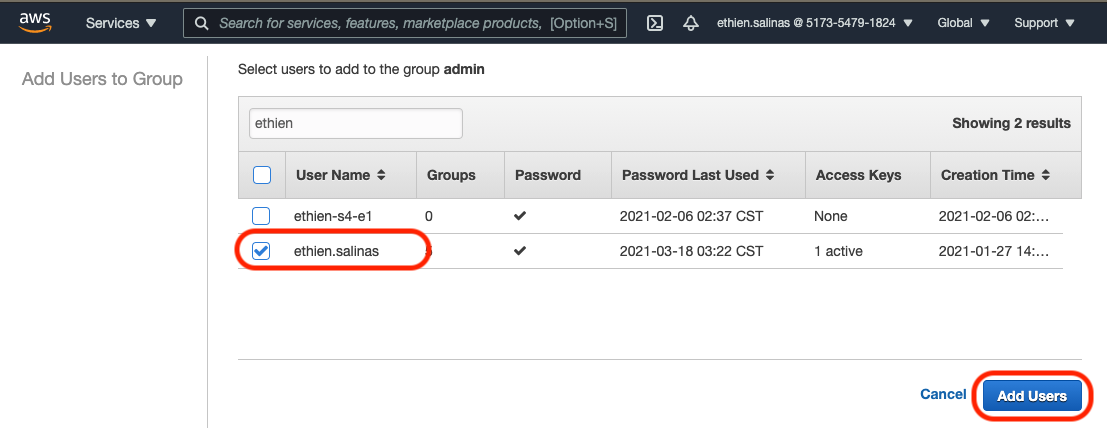 aws Services Search for services, features, marketplace products, [Option+S] ethien.salinas @ 5173-5479-1824 Global Support
Add Users to Group
Select users to add to the group admin
ethien
Showing 2 results
User Name Groups Password Password Last Used Access Keys Creation Time
ethien-s4-e1 0 2021-02-06 02:37 CST None 2021-02-06 02:...
ethien.salinas 2021-03-18 03:22 CST 1 active 2021-01-27 14:...
Cancel Add Users